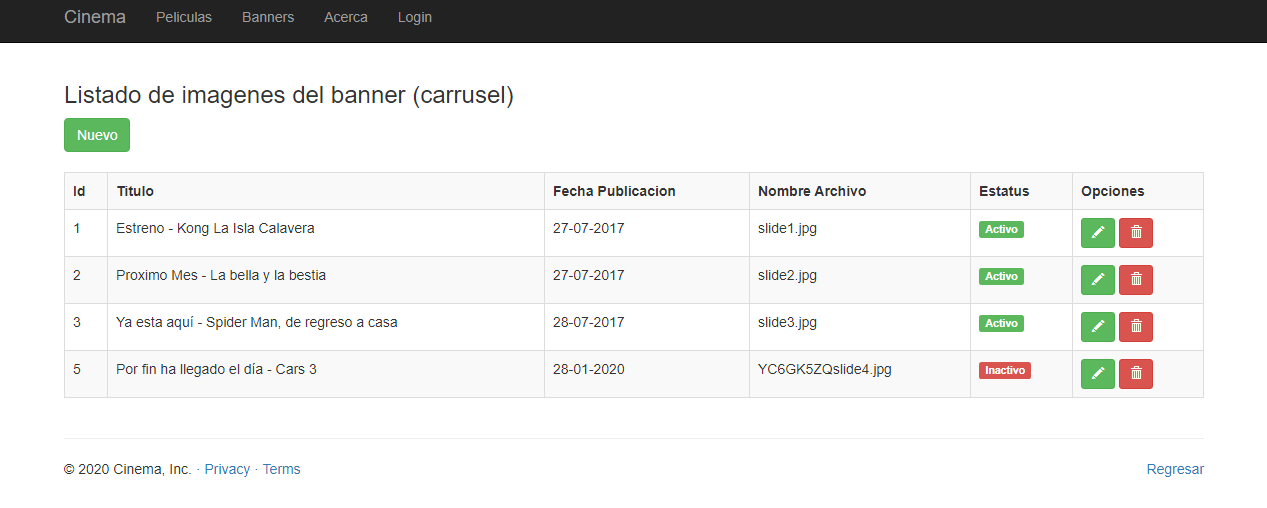 Cinema Peliculas Banners Acerca Login
Listado de imagenes del banner (carrusel)
Nuevo
Id Titulo Fecha Publicacion Nombre Archivo Estatus Opciones
1 Estreno - Kong La Isla Calavera 27-07-2017 slide1.jpg Activo
2 Proximo Mes - La bella y la bestia 27-07-2017 slide2.jpg Activo
3 Ya esta aquí - Spider Man, de regreso a casa 28-07-2017 slide3.jpg Activo
5 Por fin ha llegado el día - Cars 3 28-01-2020 YC6GK5ZQslide4.jpg Inactivo
© 2020 Cinema, Inc. · Privacy · Terms Regresar